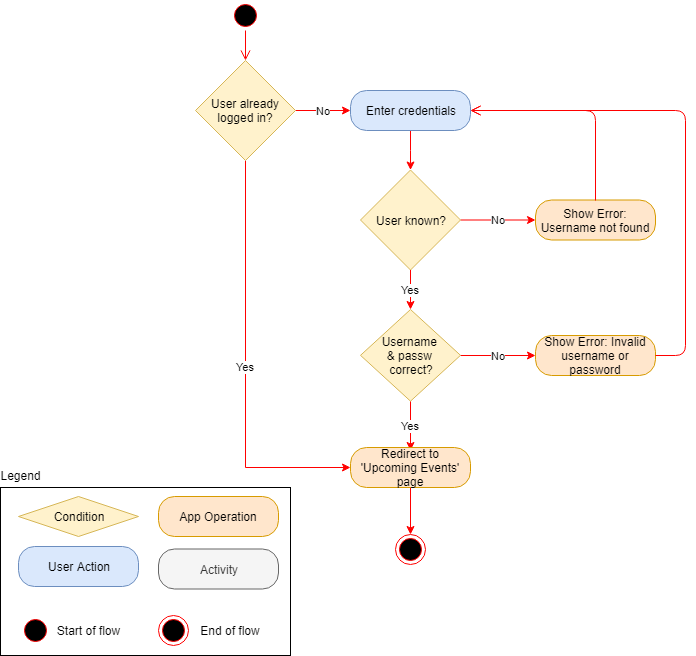 User already
logged in?
No
Enter credentials
User known?
No
Show Error:
Username not found
Yes
Username
& passw
correct?
No
Show Error: Invalid
username or
password
Yes
Yes
Redirect to
'Upcoming Events'
page
Legend
Condition
App Operation
User Action
Activity
Start of flow
End of flow